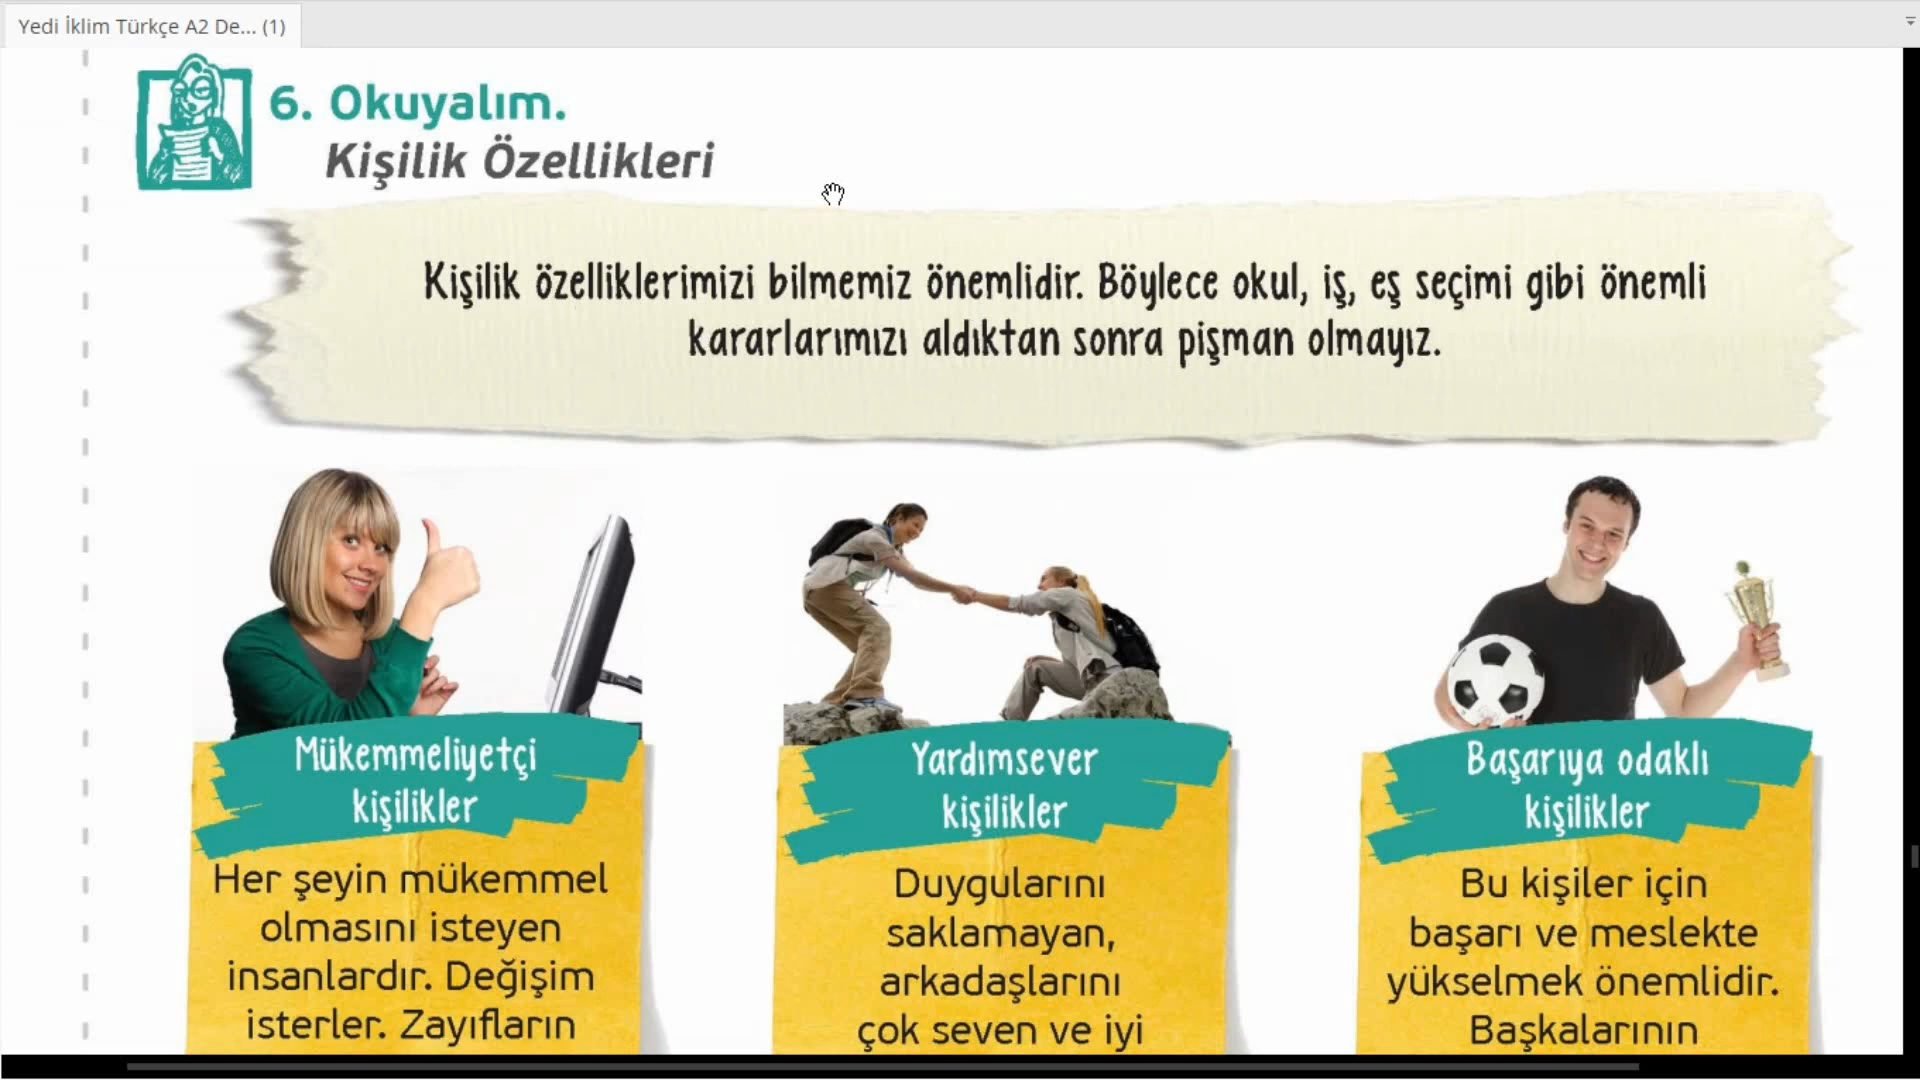 Yedi İklim Türkçe A2 De... (1)
6. Okuyalım.
Kişilik Özellikleri
Kişilik özelliklerimizi bilmemiz önemlidir. Böylece okul, iş, eş seçimi gibi önemli
kararlarımızı aldıktan sonra pişman olmayız.
Mükemmeliyetçi
kişilikler
Her şeyin mükemmel
olmasını isteyen
insanlardır. Değişim
isterler. Zayıfların
Yardımsever
kişilikler
Duygularını
saklamayan,
arkadaşlarını
çok seven ve iyi
Başarıya odaklı
kişilikler
Bu kişiler için
başarı ve meslekte
yükselmek önemlidir.
Başkalarının